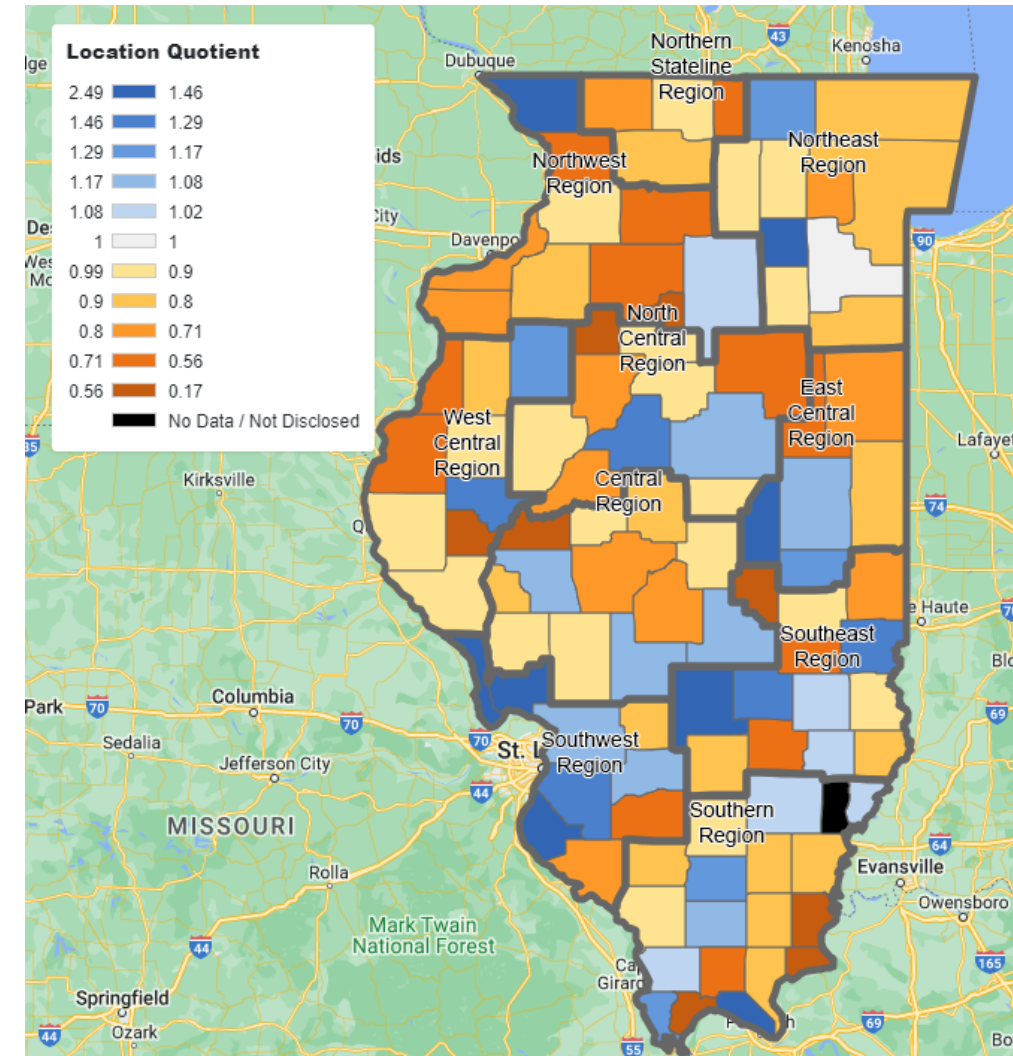 Location Quotient
2.49 1.46
1.46 1.29
1.29 1.17
1.17 1.08
1.08 1.02
1 1
0.99 0.9
0.9 0.8
0.8 0.71
0.71 0.56
0.56 0.17
No Data / Not Disclosed
Northern
Stateline
Region
43
Kenosha
Dubuque
Northeast
Region
Northwest
Region
Davenpo
90
North
Central
Region
East
Central
Region
West
Central
Region
Lafayet
Kirksville
Central
Region
74
e Haute
Southeast
Region
Columbia
Park
70
70
70
69
Sedalia
Jefferson City
St. L
Southwest
Region
44
MISSOURI
Southern
Region
64
Rolla
Evansville
Owensboro
Mark Twain
National Forest
44
165
Ca
Girard
Springfield
44
Ozark
69
55